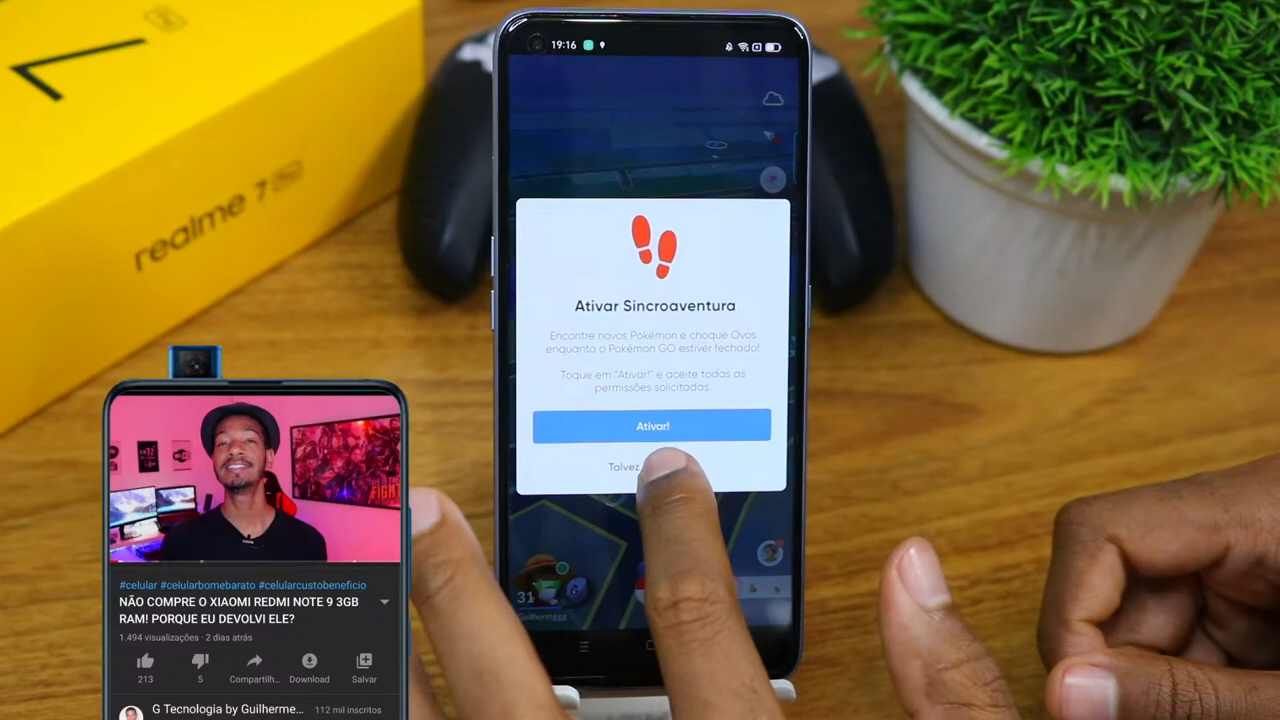 realme 7
19:16
Ativar Sincroaventura
Encontre novos Pokémon e choque Ovos
enquanto o Pokémon GO estiver fechado!
Toque em "Ativar!" e aceite todas as
permissões solicitadas.
Ativar!
Talvez
31
Guilhermggg
#celular #celularbomebarato #celularcustobeneficio
NÃO COMPRE O XIAOMI REDMI NOTE 9 3GB
RAM! PORQUE EU DEVOLVI ELE?
1.494 visualizações · 2 dias atrás
213
5
Compartilh...
Download
Salvar
G Tecnologia by Guilherme...
112 mil inscritos
FIGHT